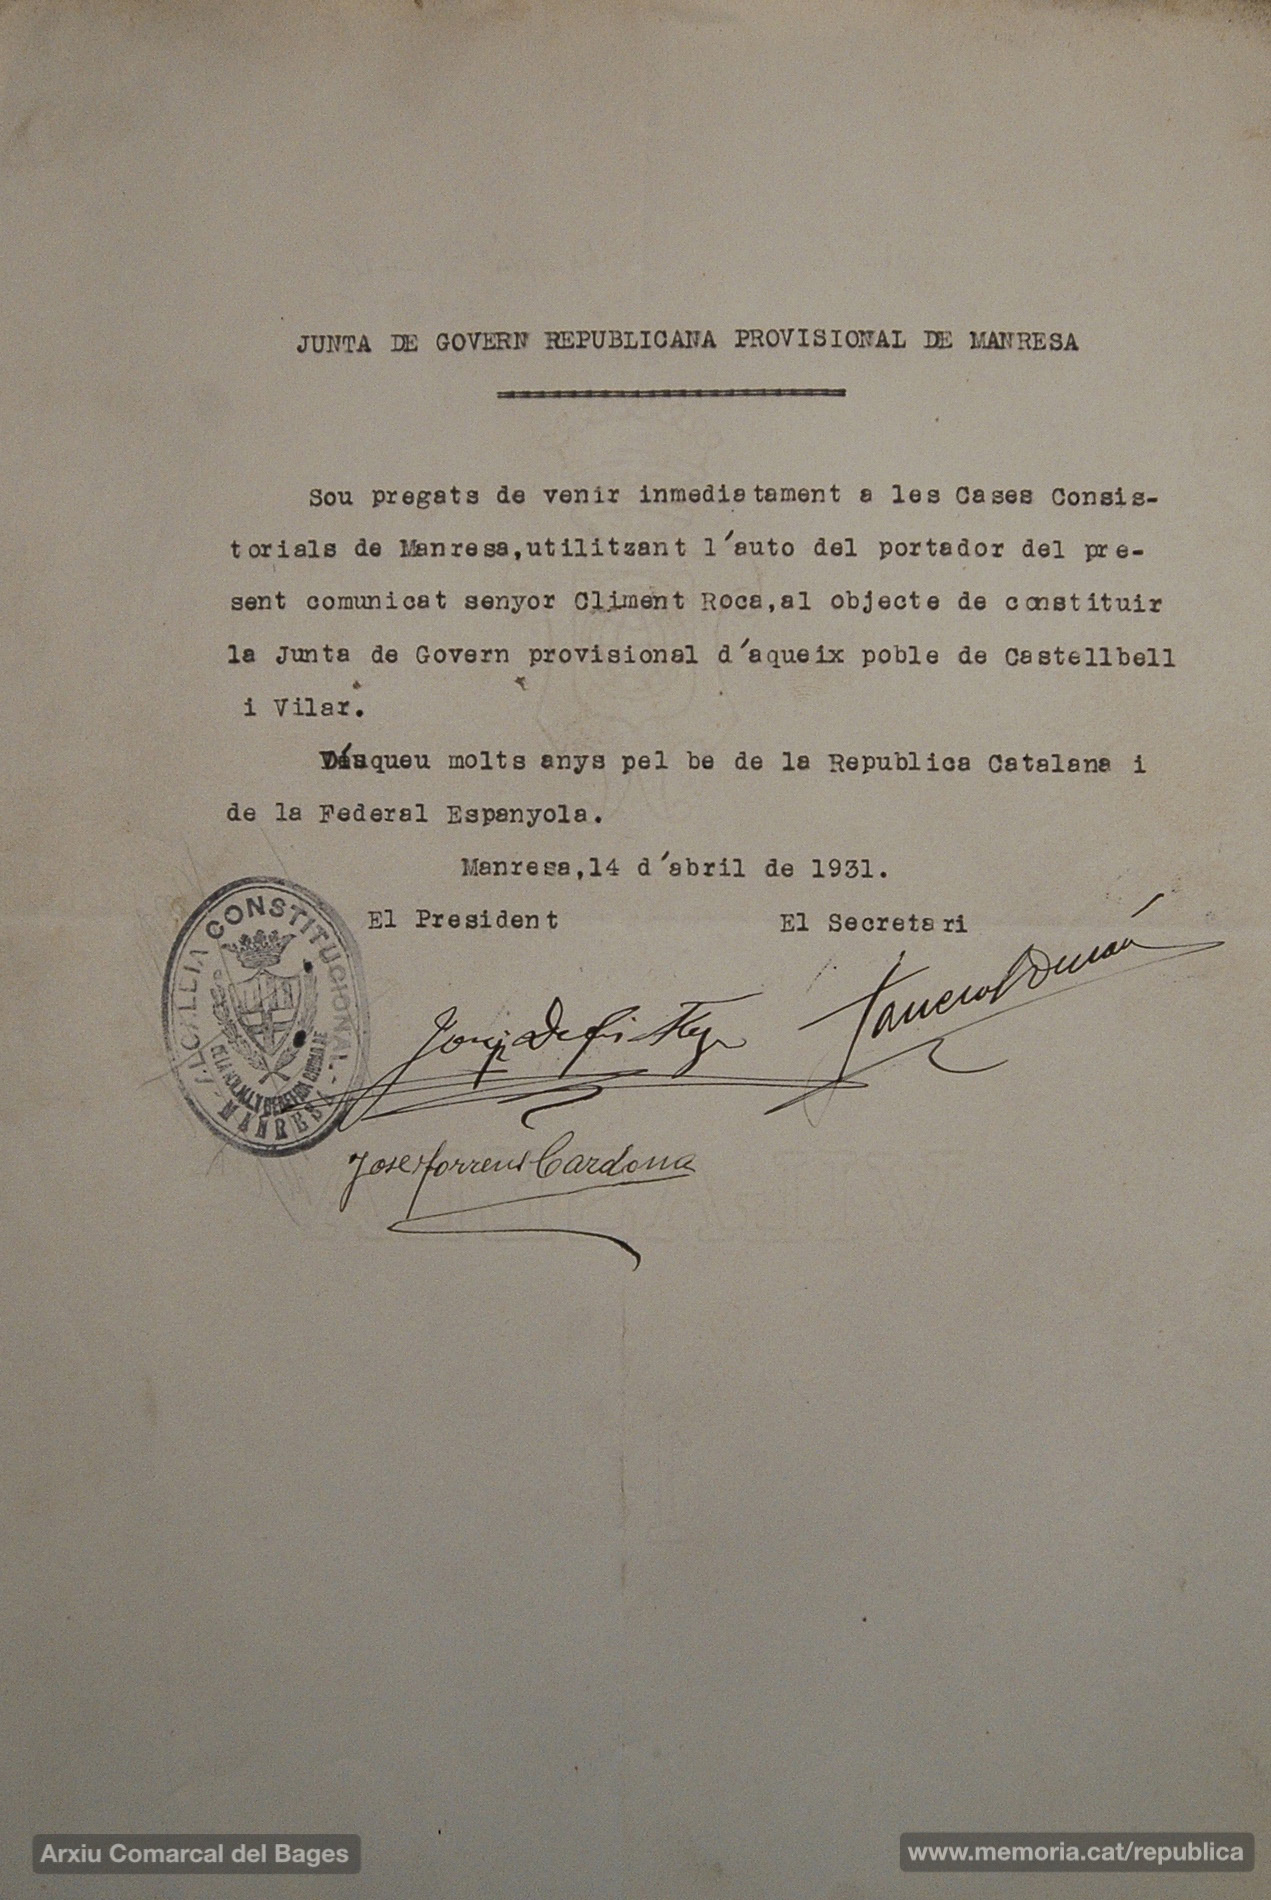 JUNTA DE GOVERN REPUBLICANA PROVISIONAL DE MANRESA
Sou pregats de venir inmediatament a les Cases Consis-
torials de Manresa,utilitzant l'auto del portador del pre-
sent comunicat senyor Climent Roca,al objecte de constituir
la Junta de Govern provisional d'aqueix poble de Castellbell
i Vilar.
Visqueu molts anys pel be de la Republica Catalana i
de la Federal Espanyola.
Manresa,14 d'abril de 1931.
El President El Secretari
ALCALDIA CONSTITUCIONAL
MANRESA
Jose Torrens Cardona
Arxiu Comarcal del Bages
www.memoria.cat/republica